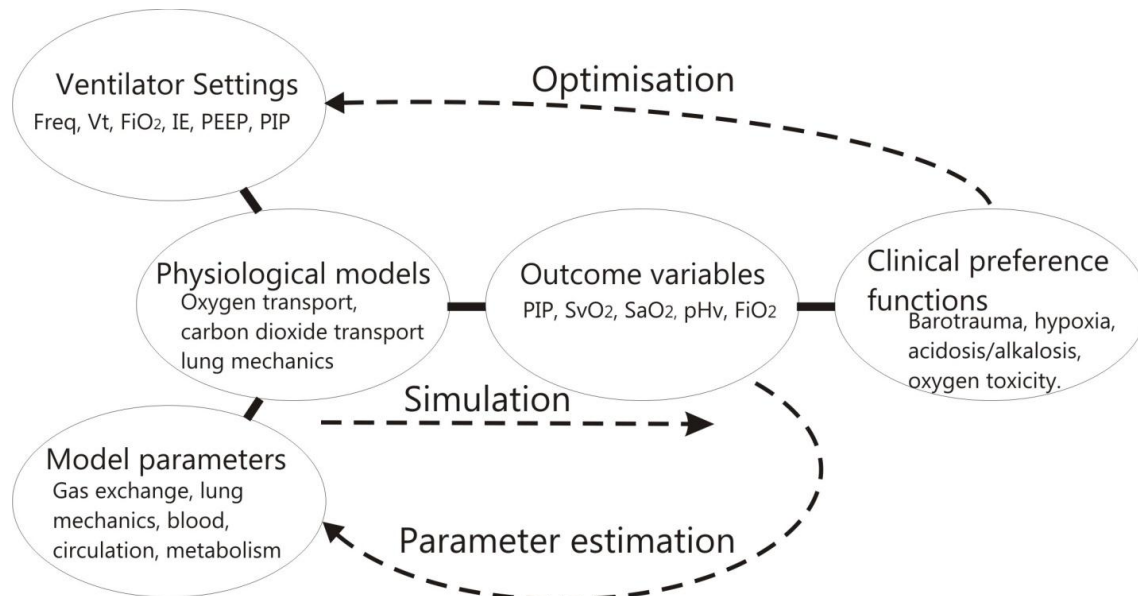 Optimisation
Ventilator Settings
Freq, Vt, FiO₂, IE, PEEP, PIP
Physiological models
Oxygen transport,
carbon dioxide transport
lung mechanics
Outcome variables
PIP, SvO₂, SaO₂, pHv, FiO₂
Clinical preference
functions
Barotrauma, hypoxia,
acidosis/alkalosis,
oxygen toxicity.
Simulation
Model parameters
Gas exchange, lung
mechanics, blood,
circulation, metabolism
Parameter estimation